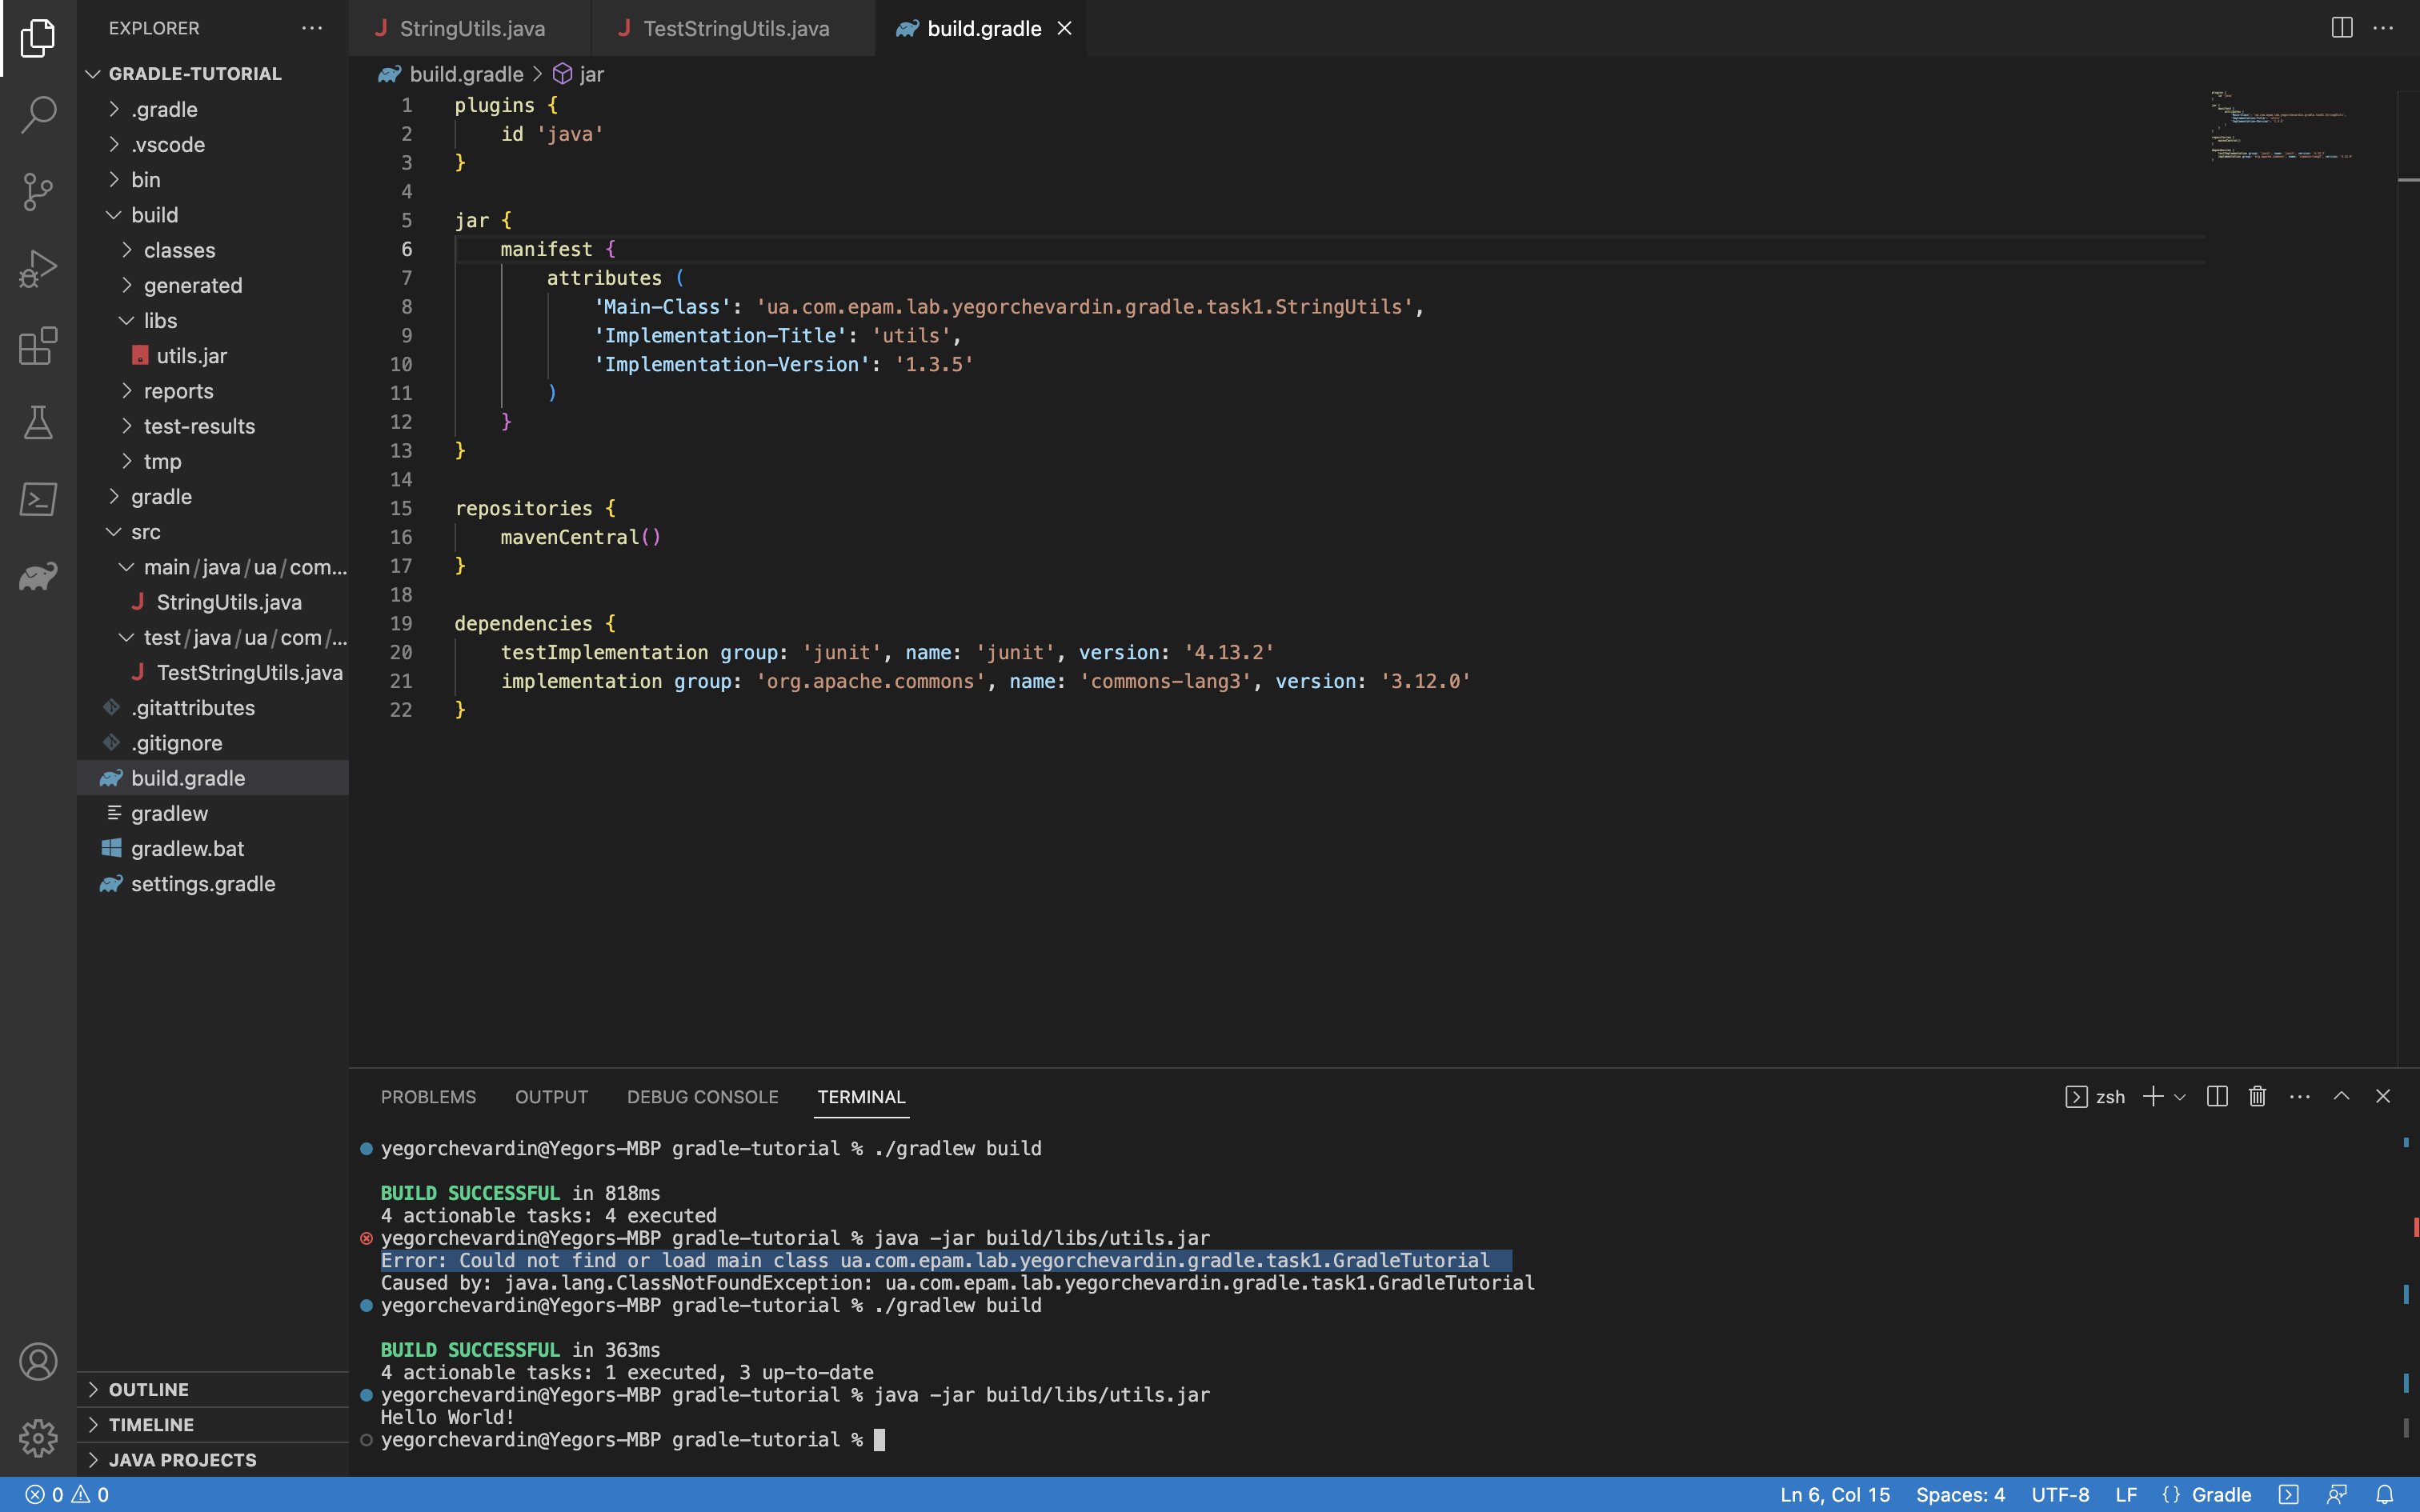 EXPLORER
GRADLE-TUTORIAL
.gradle
.vscode
bin
build
classes
generated
libs
utils.jar
reports
test-results
tmp
gradle
src
main/java/ua/com...
StringUtils.java
test/java/ua/com/...
TestStringUtils.java
.gitattributes
.gitignore
build.gradle
gradlew
gradlew.bat
settings.gradle
OUTLINE
TIMELINE
JAVA PROJECTS
StringUtils.java
TestStringUtils.java
build.gradle
build.gradle > jar
1 plugins {
2 id 'java'
3 }
4
5 jar {
6 manifest {
7 attributes (
8 'Main-Class': 'ua.com.epam.lab.yegorchevardin.gradle.task1.StringUtils',
9 'Implementation-Title': 'utils',
10 'Implementation-Version': '1.3.5'
11 )
12 }
13 }
14
15 repositories {
16 mavenCentral()
17 }
18
19 dependencies {
20 testImplementation group: 'junit', name: 'junit', version: '4.13.2'
21 implementation group: 'org.apache.commons', name: 'commons-lang3', version: '3.12.0'
22 }
PROBLEMS OUTPUT DEBUG CONSOLE TERMINAL
zsh
yegorchevardin@Yegors-MBP gradle-tutorial % ./gradlew build
BUILD SUCCESSFUL in 818ms
4 actionable tasks: 4 executed
yegorchevardin@Yegors-MBP gradle-tutorial % java -jar build/libs/utils.jar
Error: Could not find or load main class ua.com.epam.lab.yegorchevardin.gradle.task1.GradleTutorial
Caused by: java.lang.ClassNotFoundException: ua.com.epam.lab.yegorchevardin.gradle.task1.GradleTutorial
yegorchevardin@Yegors-MBP gradle-tutorial % ./gradlew build
BUILD SUCCESSFUL in 363ms
4 actionable tasks: 1 executed, 3 up-to-date
yegorchevardin@Yegors-MBP gradle-tutorial % java -jar build/libs/utils.jar
Hello World!
yegorchevardin@Yegors-MBP gradle-tutorial %
0 0
Ln 6, Col 15 Spaces: 4 UTF-8 LF {} Gradle